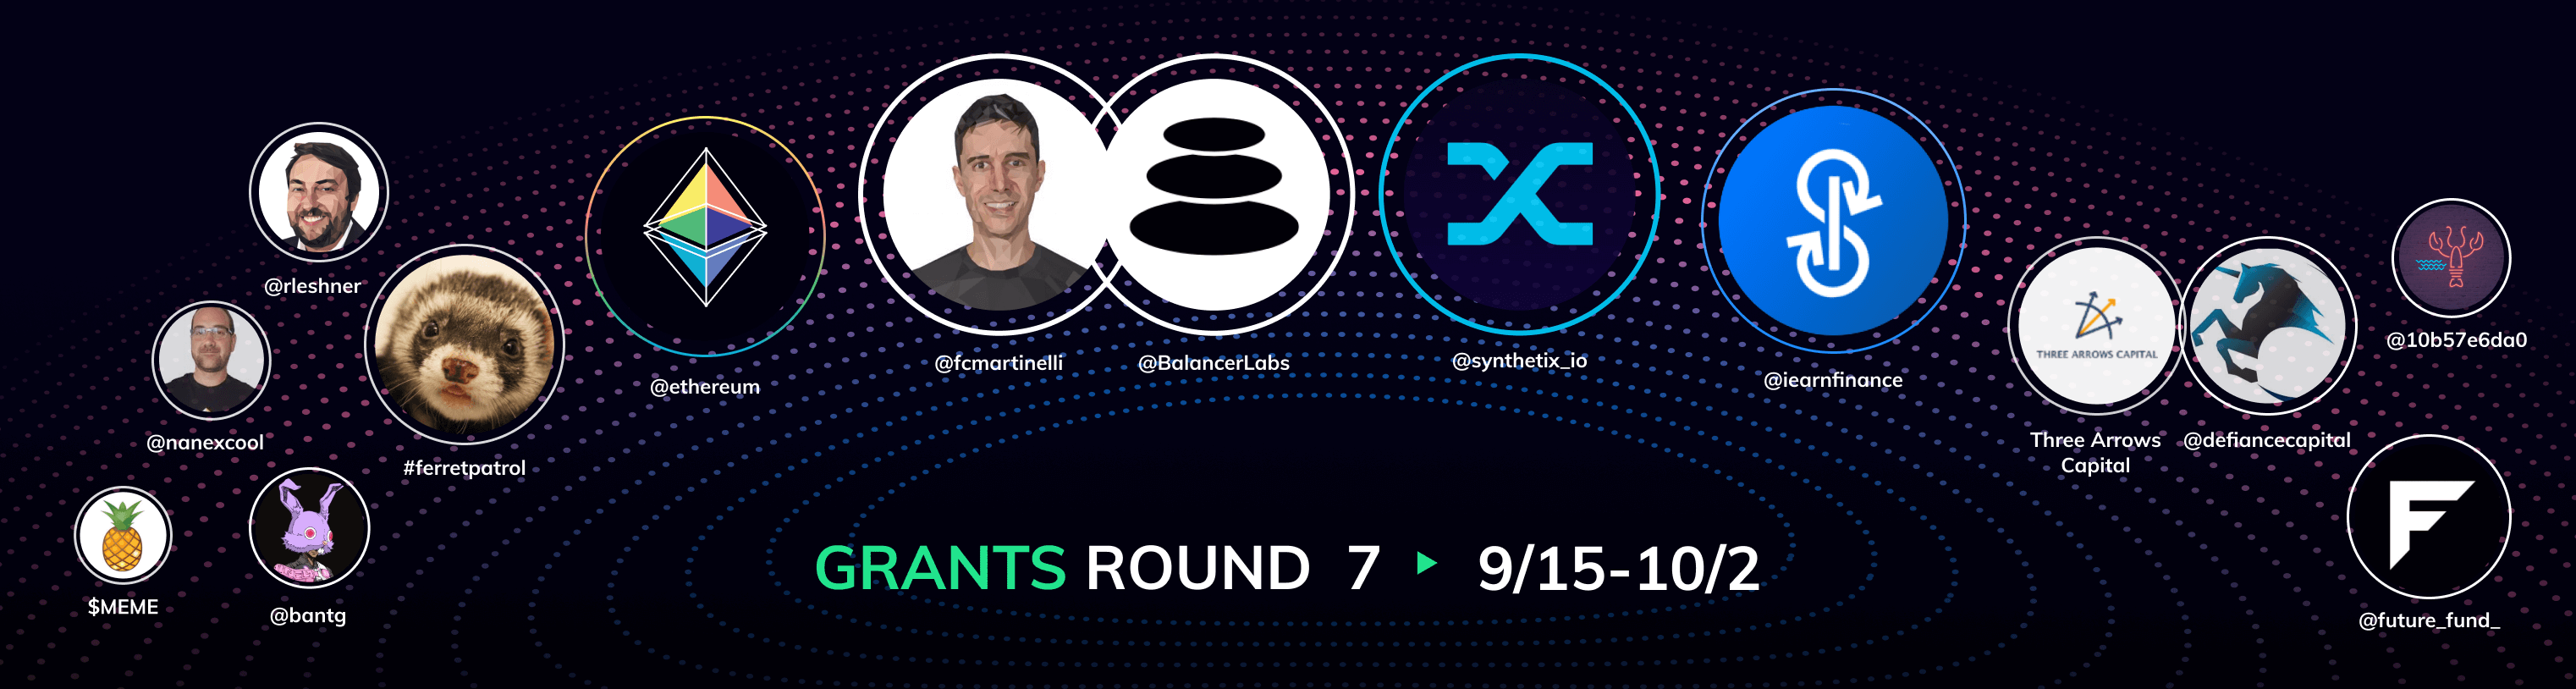 @rleshner
@nanexcool
#ferretpatrol
$MEME
@bantg
@ethereum
@fcmartinelli
@BalancerLabs
@synthetix_io
@iearnfinance
THREE ARROWS CAPITAL
Three Arrows
Capital
@defiancecapital
@10b57e6da0
@future_fund_
GRANTS ROUND 7 ▶ 9/15-10/2